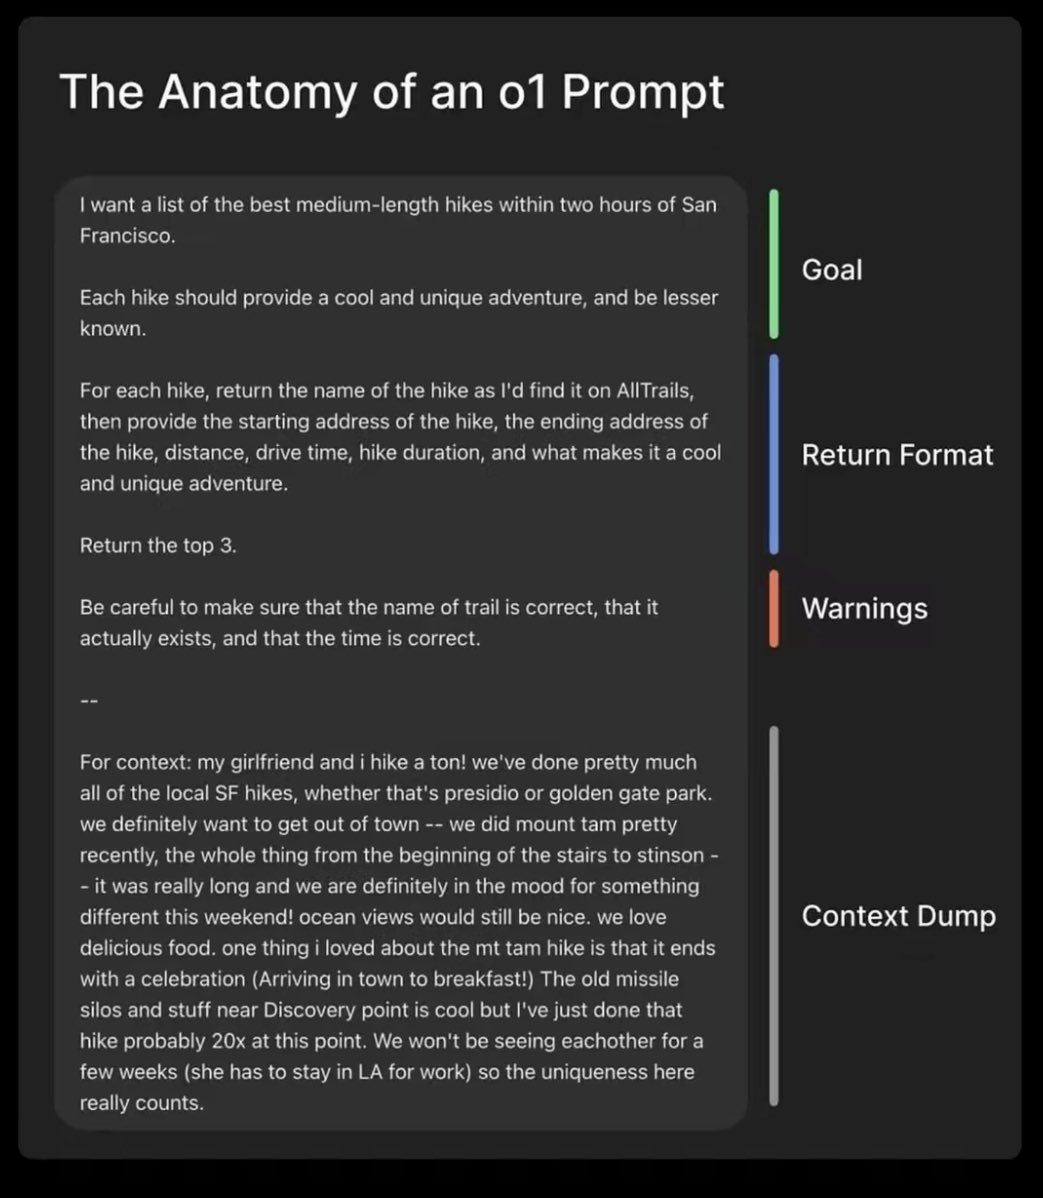 The Anatomy of an o1 Prompt
I want a list of the best medium-length hikes within two hours of San
Francisco.
Each hike should provide a cool and unique adventure, and be lesser
known.
Goal
For each hike, return the name of the hike as I'd find it on AllTrails,
then provide the starting address of the hike, the ending address of
the hike, distance, drive time, hike duration, and what makes it a cool
and unique adventure.
Return the top 3.
Return Format
Be careful to make sure that the name of trail is correct, that it
actually exists, and that the time is correct.
Warnings
--
For context: my girlfriend and i hike a ton! we've done pretty much
all of the local SF hikes, whether that's presidio or golden gate park.
we definitely want to get out of town -- we did mount tam pretty
recently, the whole thing from the beginning of the stairs to stinson -
- it was really long and we are definitely in the mood for something
different this weekend! ocean views would still be nice. we love
delicious food. one thing i loved about the mt tam hike is that it ends
with a celebration (Arriving in town to breakfast!) The old missile
silos and stuff near Discovery point is cool but I've just done that
hike probably 20x at this point. We won't be seeing eachother for a
few weeks (she has to stay in LA for work) so the uniqueness here
really counts.
Context Dump